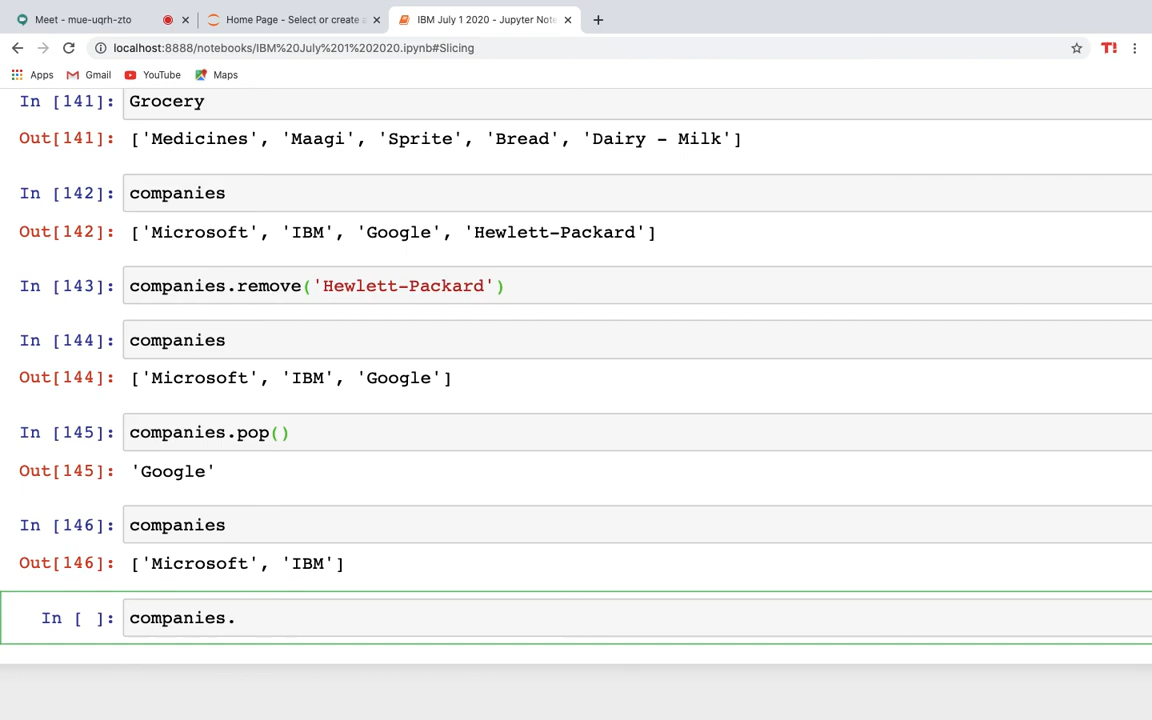 Meet - mue-uqrh-zto
Home Page - Select or create a
IBM July 1 2020 - Jupyter Note
localhost:8888/notebooks/IBM%20July%201%202020.ipynb#Slicing
T!
Apps Gmail YouTube Maps
In [141]: Grocery
Out[141]: ['Medicines', 'Maagi', 'Sprite', 'Bread', 'Dairy - Milk']
In [142]: companies
Out[142]: ['Microsoft', 'IBM', 'Google', 'Hewlett-Packard']
In [143]: companies.remove('Hewlett-Packard')
In [144]: companies
Out[144]: ['Microsoft', 'IBM', 'Google']
In [145]: companies.pop()
Out[145]: 'Google'
In [146]: companies
Out[146]: ['Microsoft', 'IBM']
In [ ]: companies.